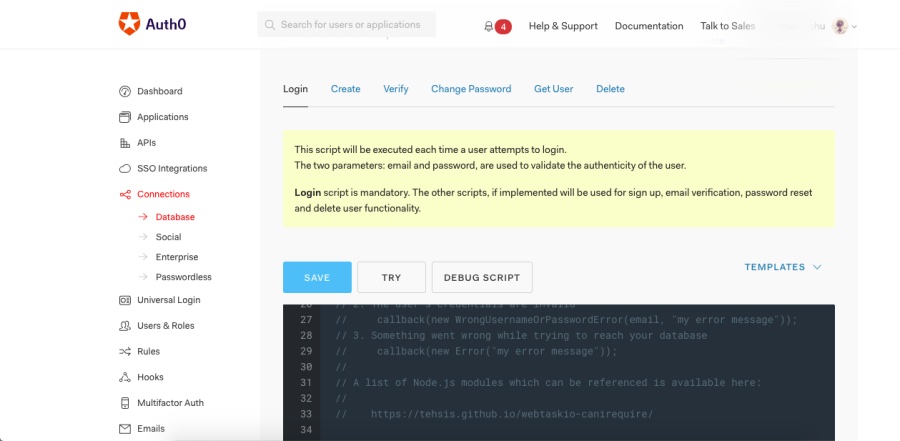 Auth0
Search for users or applications
4
Help & Support
Documentation
Talk to Sales
Dashboard
Applications
APIs
SSO Integrations
Connections
Database
Social
Enterprise
Passwordless
Universal Login
Users & Roles
Rules
Hooks
Multifactor Auth
Emails
Login
Create
Verify
Change Password
Get User
Delete
This script will be executed each time a user attempts to login.
The two parameters: email and password, are used to validate the authenticity of the user.
Login script is mandatory. The other scripts, if implemented will be used for sign up, email verification, password reset
and delete user functionality.
SAVE
TRY
DEBUG SCRIPT
TEMPLATES
26 // 2. The user's credentials are invalid
27 //     callback(new WrongUsernameOrPasswordError(email, "my error message"));
28 // 3. Something went wrong while trying to reach your database
29 //     callback(new Error("my error message"));
30 //
31 // A list of Node.js modules which can be referenced is available here:
32 //
33 //    https://tehsis.github.io/webtaskio-canirequire/
34